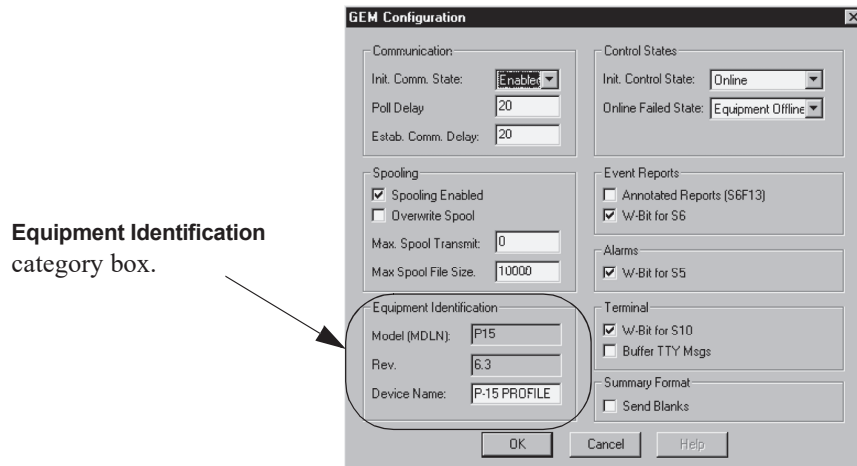 GEM Configuration
Communication
Init. Comm. State: Enabled
Poll Delay 20
Estab. Comm. Delay: 20
Control States
Init. Control State: Online
Online Failed State: Equipment Offline
Spooling
Spooling Enabled
Overwrite Spool
Max. Spool Transmit: 0
Max Spool File Size. 10000
Event Reports
Annotated Reports (S6F13)
W-Bit for S6
Alarms
W-Bit for S5
Equipment Identification
category box.
Equipment Identification
Model (MDLN): P15
Rev. 6.3
Device Name: P-15 PROFILE
Terminal
W-Bit for S10
Buffer TTY Msgs
Summary Format
Send Blanks
OK Cancel Help